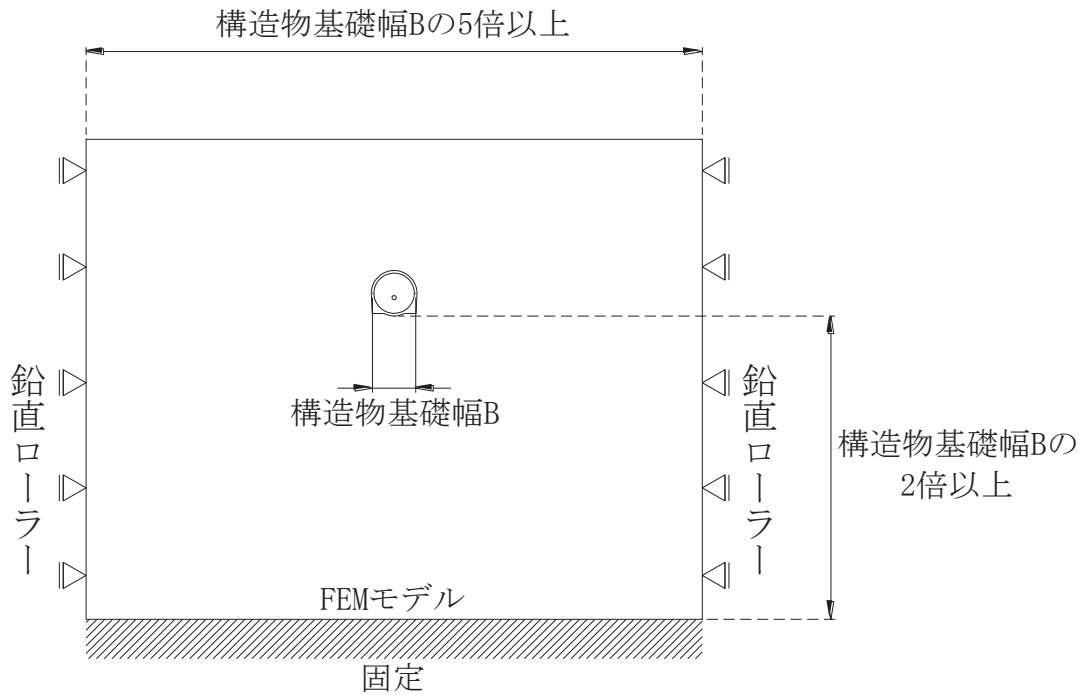 構造物基礎幅Bの5倍以上
鉛直ローラー
構造物基礎幅B
鉛直ローラー
構造物基礎幅Bの
2倍以上
FEMモデル
固定